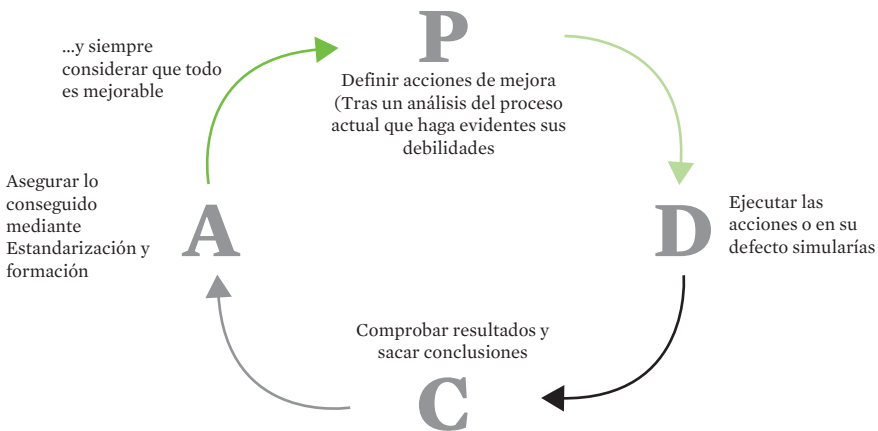 P
...y siempre
considerar que todo
es mejorable
Definir acciones de mejora
(Tras un análisis del proceso
actual que haga evidentes sus
debilidades
D
Ejecutar las
acciones o en su
defecto simularías
Comprobar resultados y
sacar conclusiones
C
A
Asegurar lo
conseguido
mediante
Estandarización y
formación